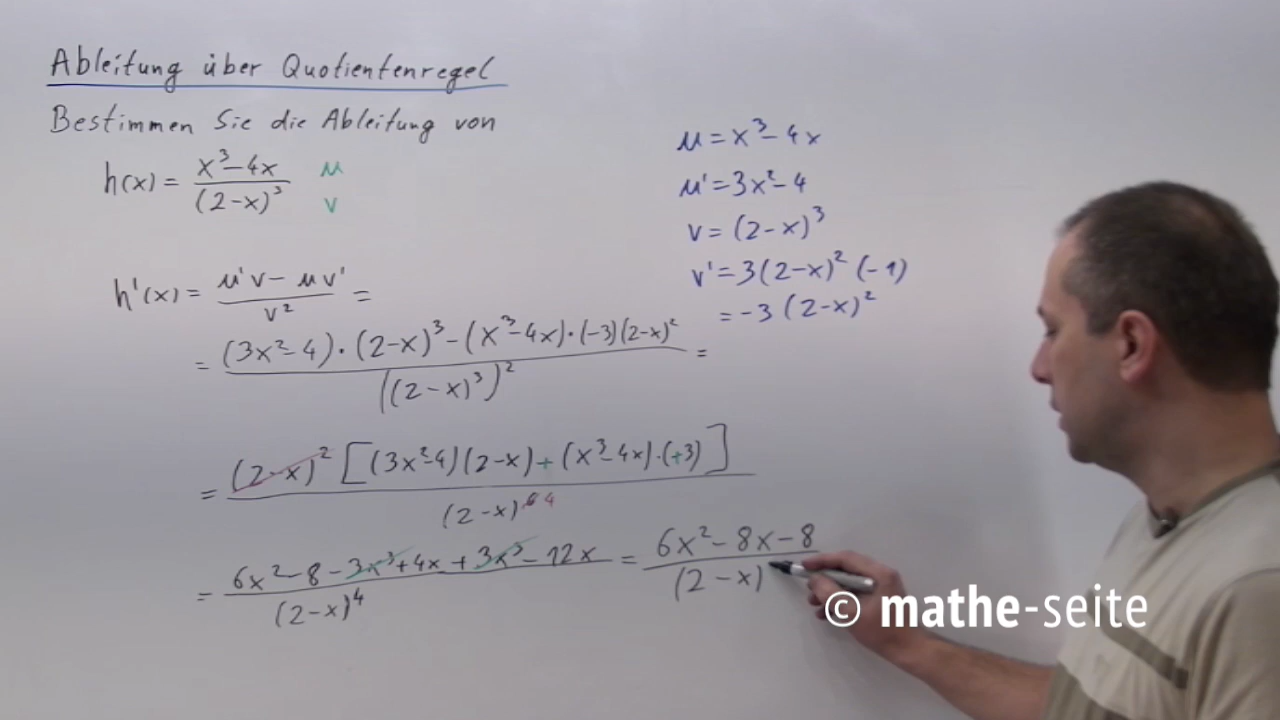 Ableitung über Quotientenregel
Bestimmen Sie die Ableitung von
h(x) = (x³-4x)/((2-x)³) u v
h'(x) = (u'v - uv')/(v²) =
= ((3x²-4)·(2-x)³-(x³-4x)·(-3)(2-x)²)/(((2-x)³)²) =
= ((2-x)²[(3x²-4)(2-x)+(x³-4x)·(+3)])/((2-x)⁶ ⁴)
= (6x²-8-3x³+4x+3x³-12x)/((2-x)⁴) = (6x²-8x-8)/((2-x)
u = x³-4x
u' = 3x²-4
v = (2-x)³
v' = 3(2-x)²(-1)
= -3(2-x)²
© mathe-seite